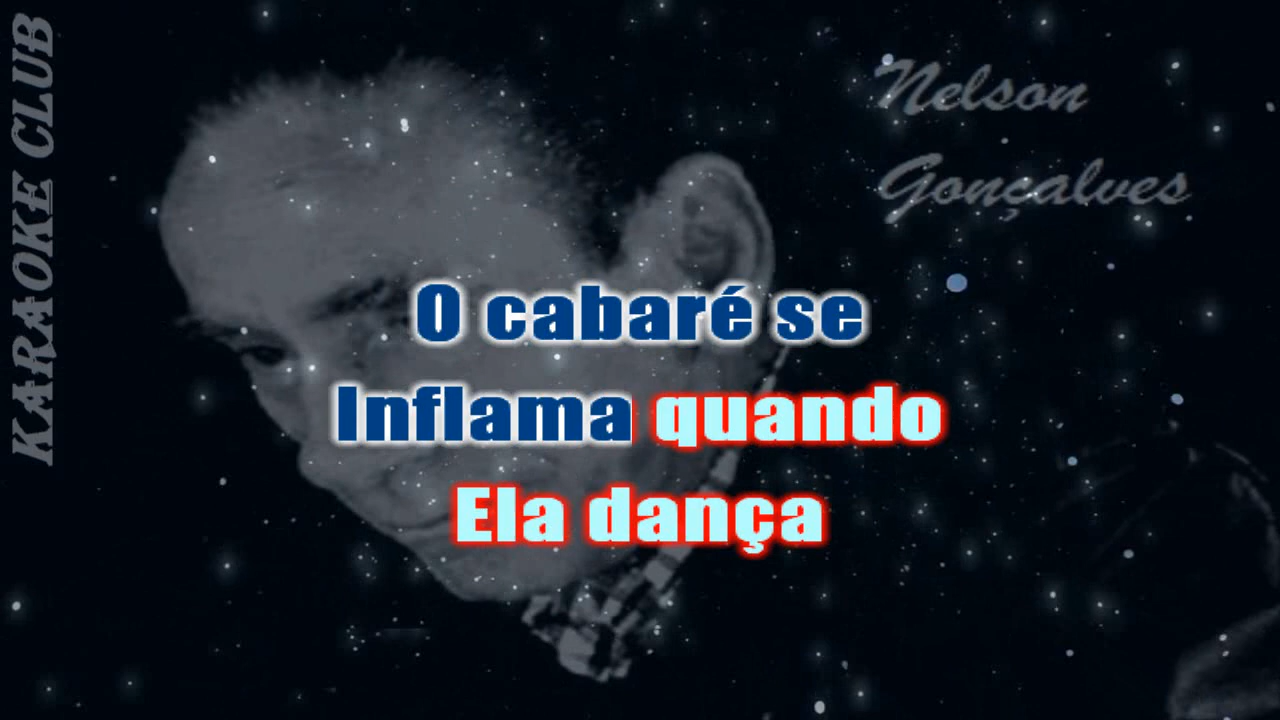 KARAOKE CLUB
Nelson
Gonçalves
O cabaré se
Inflama quando
Ela dança